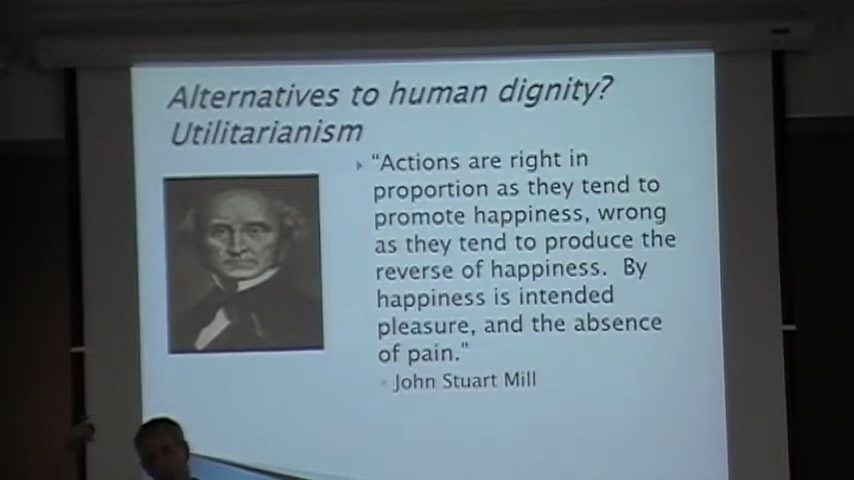 Alternatives to human dignity?
Utilitarianism
"Actions are right in
proportion as they tend to
promote happiness, wrong
as they tend to produce the
reverse of happiness. By
happiness is intended
pleasure, and the absence
of pain."
John Stuart Mill